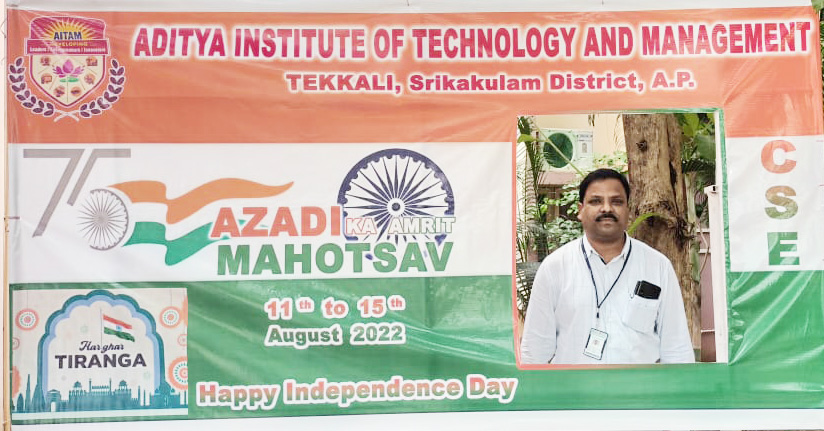 AITAM
ADITYA INSTITUTE OF TECHNOLOGY AND MANAGEMENT
TEKKALI, Srikakulam District, A.P.
75
AZADI KA AMRIT
MAHOTSAV
CSE
11th to 15th
August 2022
Har ghar
TIRANGA
Happy Independence Day